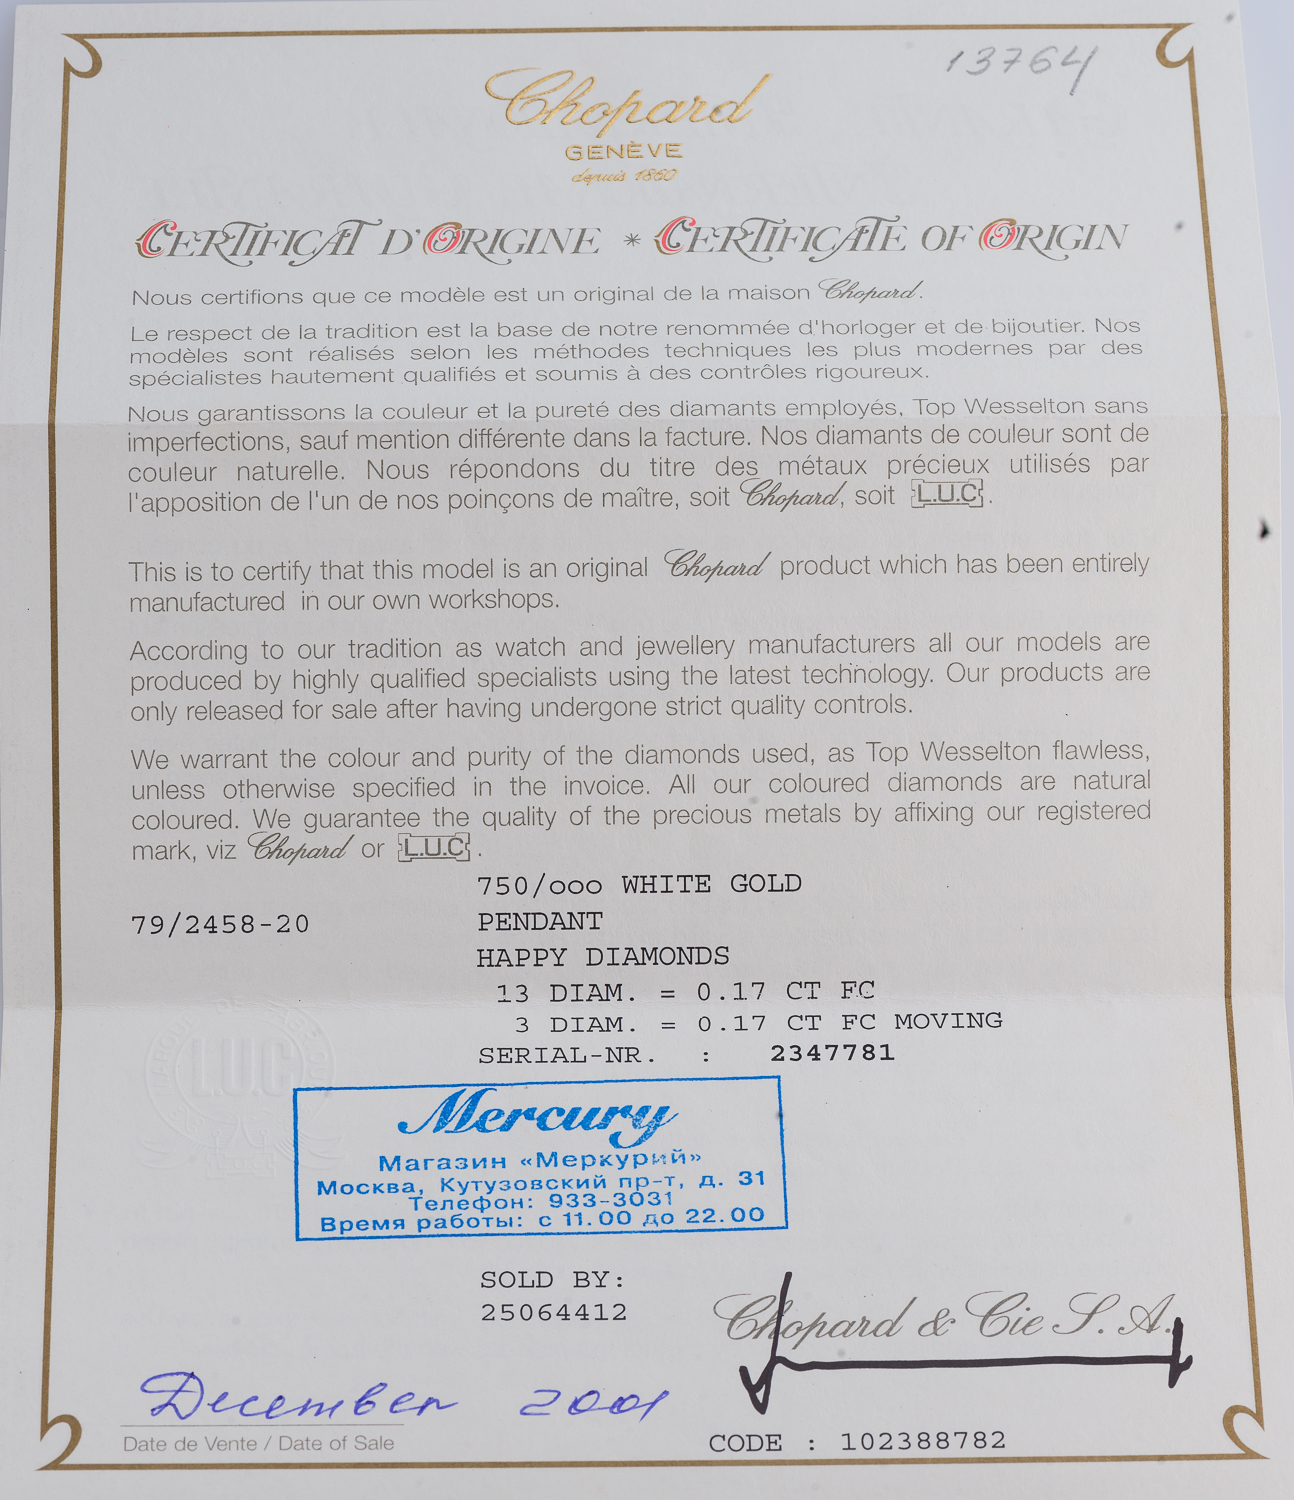 13764
Chopard
GENÈVE
depuis 1860
CERTIFICAT D'ORIGINE * CERTIFICATE OF ORIGIN
Nous certifions que ce modèle est un original de la maison Chopard.
Le respect de la tradition est la base de notre renommée d'horloger et de bijoutier. Nos
modèles sont réalisés selon les méthodes techniques les plus modernes par des
spécialistes hautement qualifiés et soumis à des contrôles rigoureux.
Nous garantissons la couleur et la pureté des diamants employés, Top Wesselton sans
imperfections, sauf mention différente dans la facture. Nos diamants de couleur sont de
couleur naturelle. Nous répondons du titre des métaux précieux utilisés par
l'apposition de l'un de nos poinçons de maître, soit Chopard, soit L.U.C.
This is to certify that this model is an original Chopard product which has been entirely
manufactured in our own workshops.
According to our tradition as watch and jewellery manufacturers all our models are
produced by highly qualified specialists using the latest technology. Our products are
only released for sale after having undergone strict quality controls.
We warrant the colour and purity of the diamonds used, as Top Wesselton flawless,
unless otherwise specified in the invoice. All our coloured diamonds are natural
coloured. We guarantee the quality of the precious metals by affixing our registered
mark, viz Chopard or L.U.C.
750/ooo WHITE GOLD
79/2458-20 PENDANT
HAPPY DIAMONDS
13 DIAM. = 0.17 CT FC
3 DIAM. = 0.17 CT FC MOVING
SERIAL-NR. : 2347781
L.U.C
Mercury
Магазин «Меркурий»
Москва, Кутузовский пр-т, д. 31
Телефон: 933-3031
Время работы: с 11.00 до 22.00
SOLD BY:
25064412
Chopard & Cie S. A.
December 2001
Date de Vente / Date of Sale
CODE : 102388782